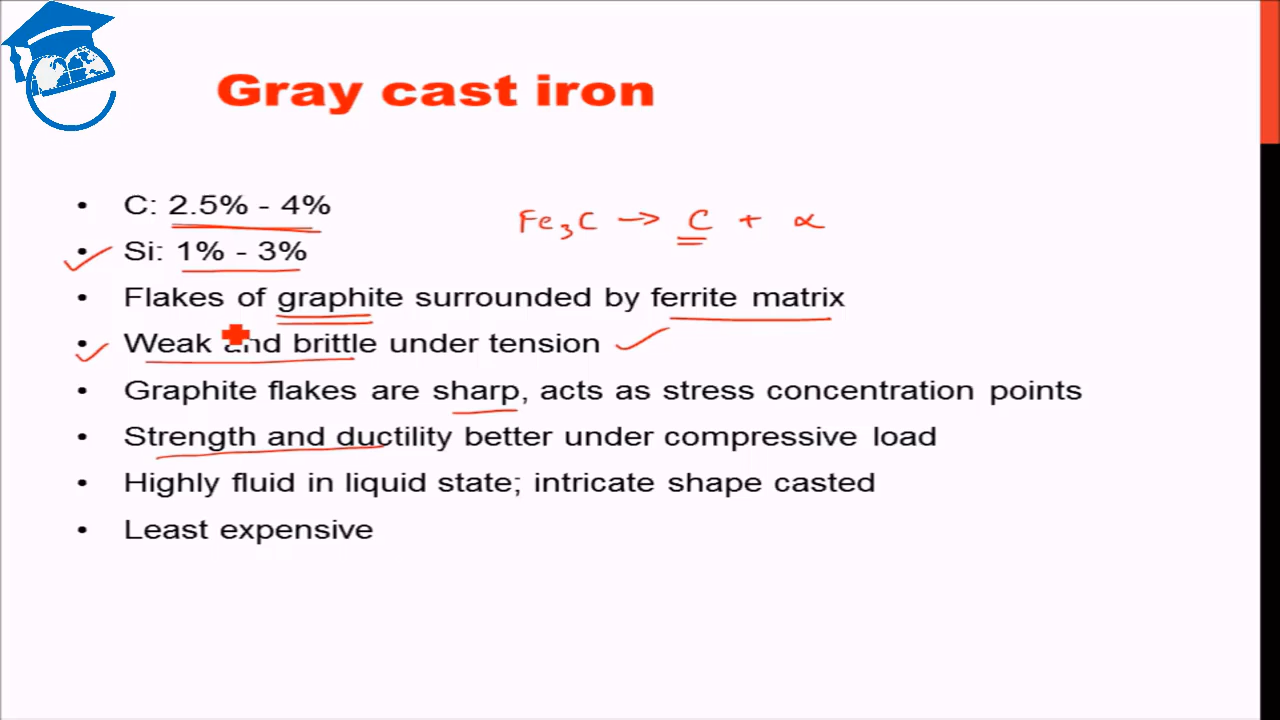 Gray cast iron
• C: 2.5% - 4%
Fe₃C → C + α
• Si: 1% - 3%
• Flakes of graphite surrounded by ferrite matrix
• Weak and brittle under tension
• Graphite flakes are sharp, acts as stress concentration points
• Strength and ductility better under compressive load
• Highly fluid in liquid state; intricate shape casted
• Least expensive